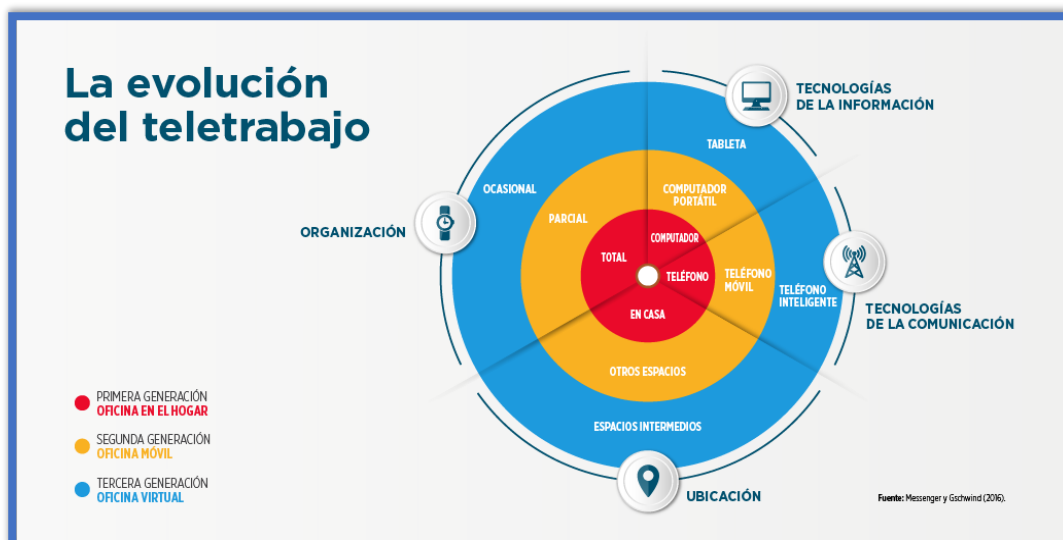 La evolución
del teletrabajo
TECNOLOGÍAS
DE LA INFORMACIÓN
TABLETA
OCASIONAL
COMPUTADOR
PORTÁTIL
PARCIAL
ORGANIZACIÓN
COMPUTADOR
TOTAL
TELÉFONO
TELÉFONO
MÓVIL
TELÉFONO
INTELIGENTE
TECNOLOGÍAS
DE LA COMUNICACIÓN
EN CASA
OTROS ESPACIOS
ESPACIOS INTERMEDIOS
UBICACIÓN
PRIMERA GENERACIÓN
OFICINA EN EL HOGAR
SEGUNDA GENERACIÓN
OFICINA MÓVIL
TERCERA GENERACIÓN
OFICINA VIRTUAL
Fuente: Messenger y Gschwind (2016).